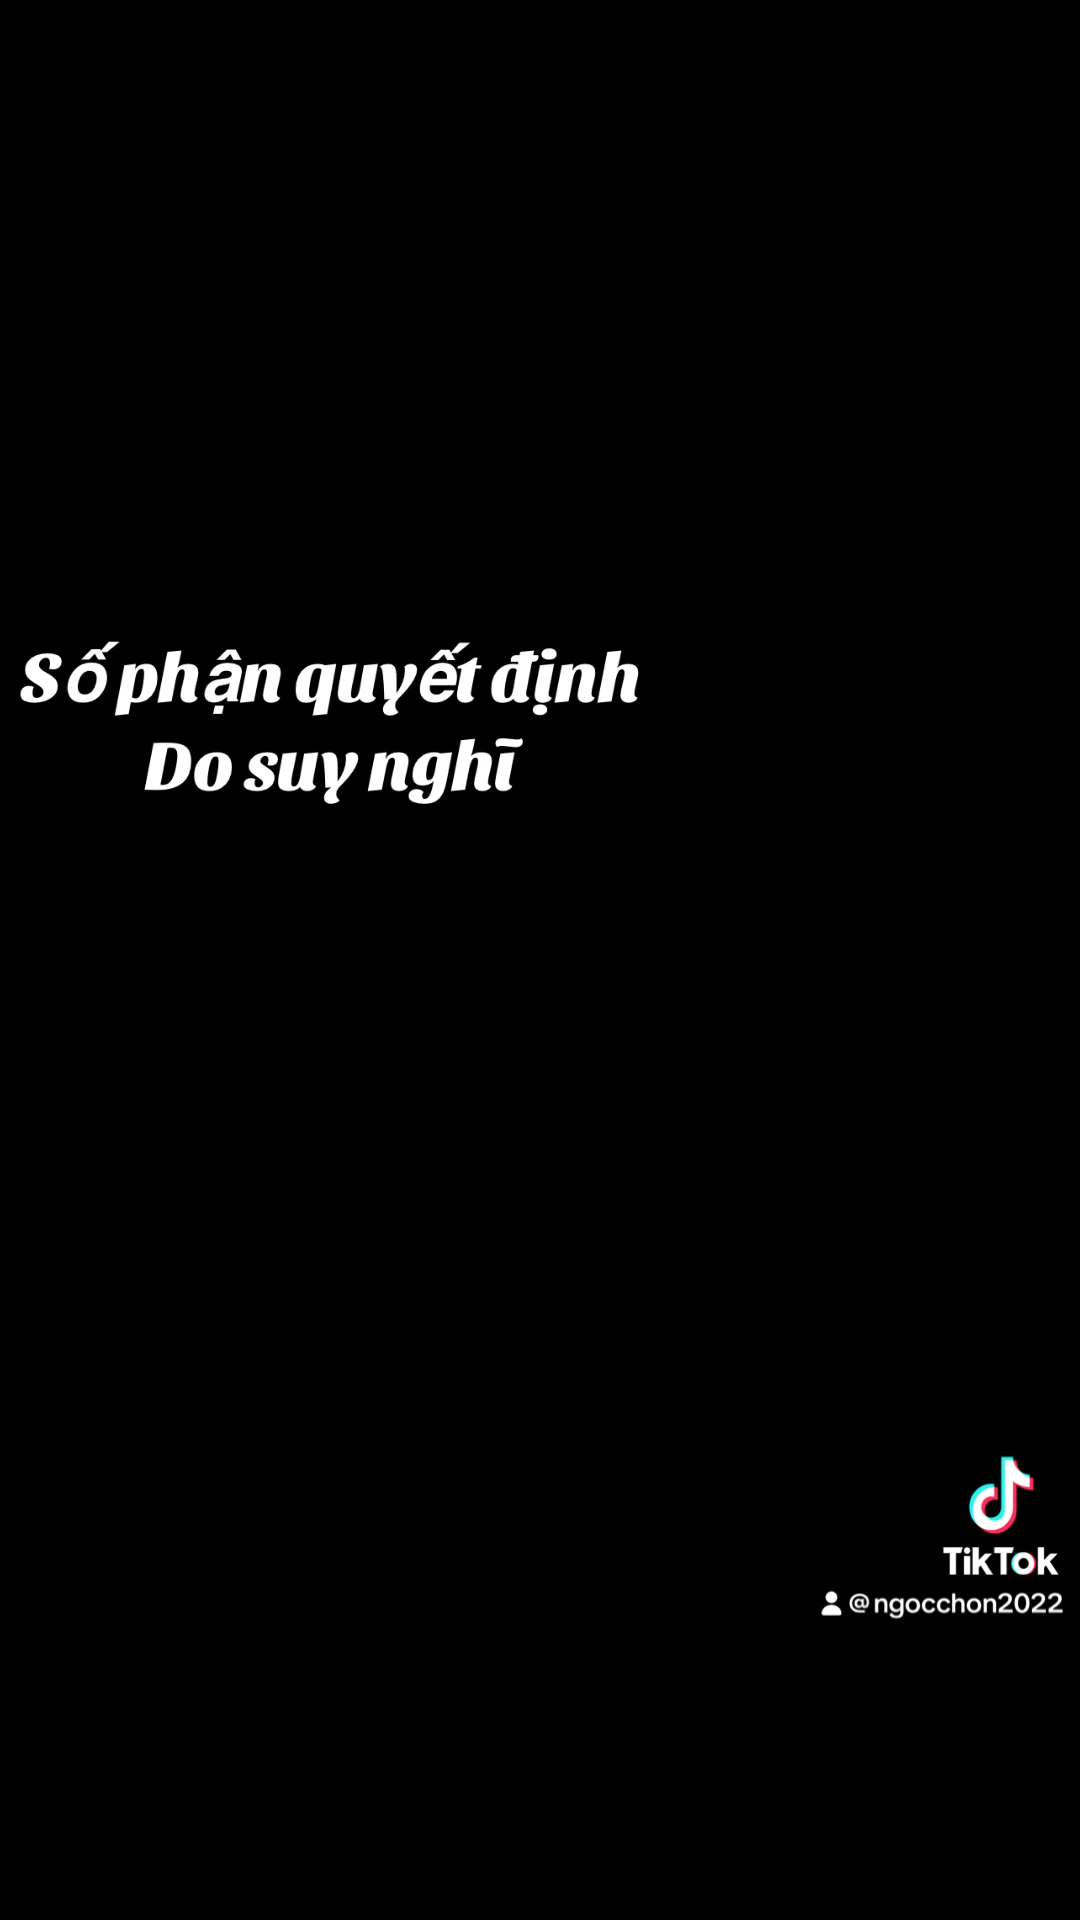 Số phận quyết định
Do suy nghĩ
TikTok
@ngocchon2022